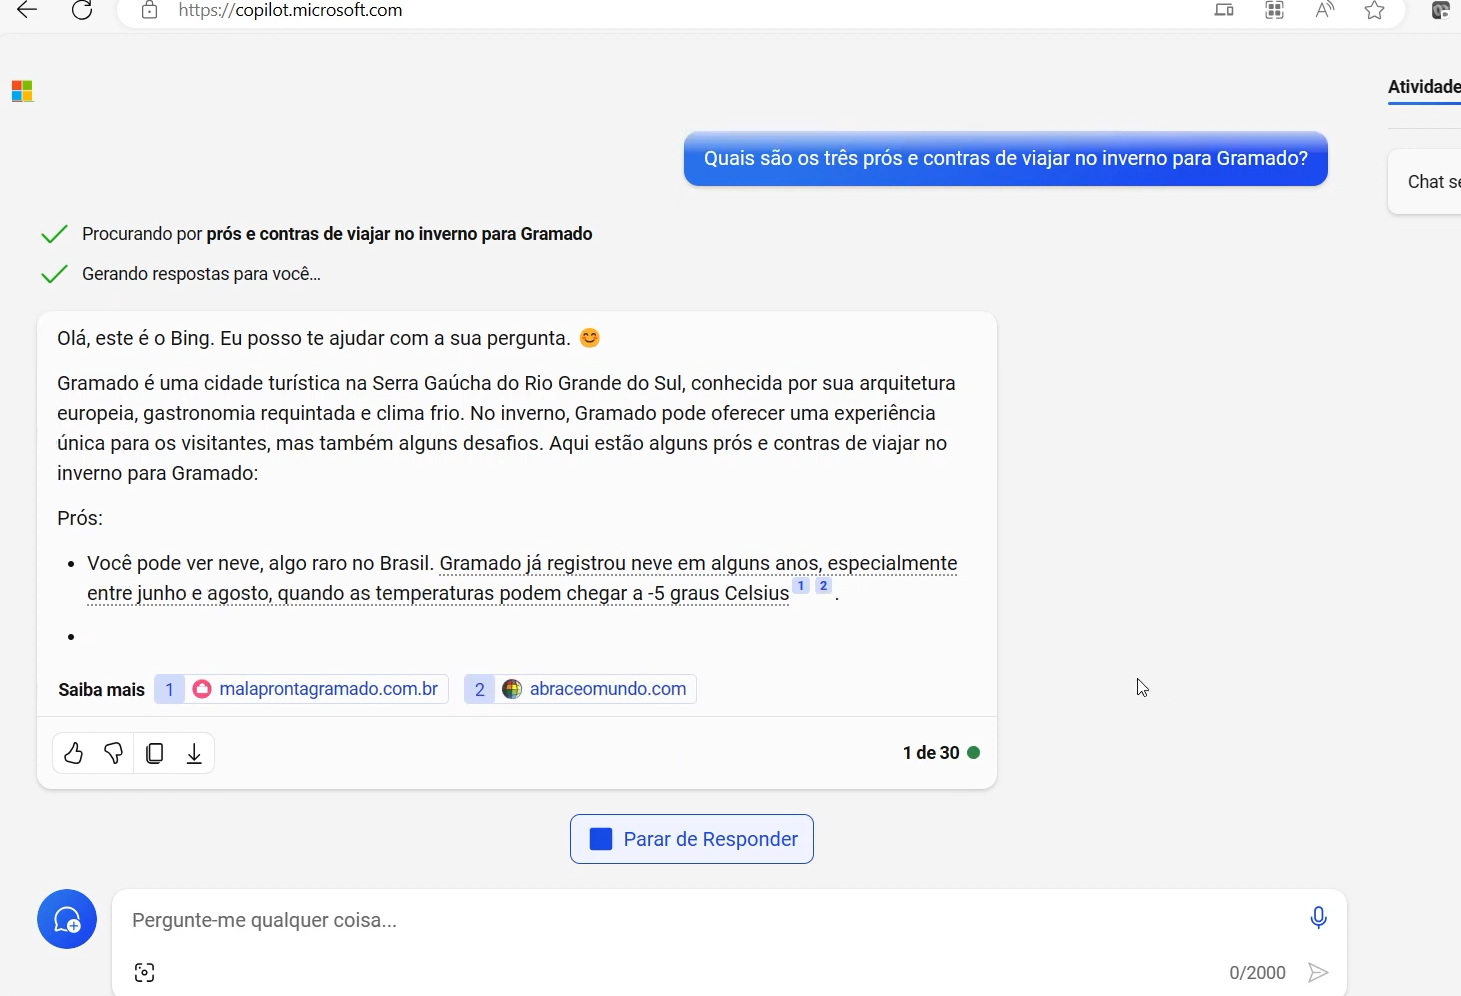 https://copilot.microsoft.com
Atividade
Quais são os três prós e contras de viajar no inverno para Gramado?
Chat se
Procurando por prós e contras de viajar no inverno para Gramado
Gerando respostas para você...
Olá, este é o Bing. Eu posso te ajudar com a sua pergunta. 😊
Gramado é uma cidade turística na Serra Gaúcha do Rio Grande do Sul, conhecida por sua arquitetura
europeia, gastronomia requintada e clima frio. No inverno, Gramado pode oferecer uma experiência
única para os visitantes, mas também alguns desafios. Aqui estão alguns prós e contras de viajar no
inverno para Gramado:
Prós:
• Você pode ver neve, algo raro no Brasil. Gramado já registrou neve em alguns anos, especialmente
entre junho e agosto, quando as temperaturas podem chegar a -5 graus Celsius 1 2 .
•
Saiba mais 1 malaprontagramado.com.br 2 abraceomundo.com
1 de 30
Parar de Responder
Pergunte-me qualquer coisa...
0/2000